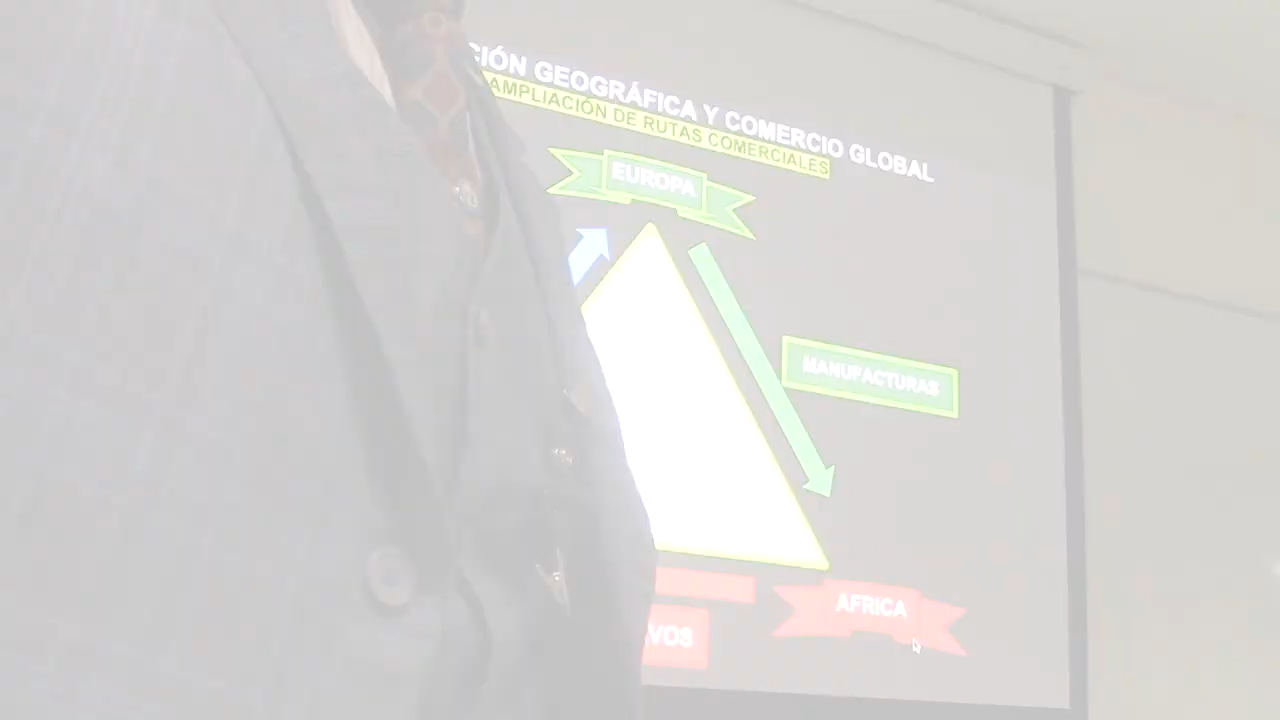 CIÓN GEOGRÁFICA Y COMERCIO GLOBAL
AMPLIACIÓN DE RUTAS COMERCIALES
EUROPA
MANUFACTURAS
AFRICA
VOS